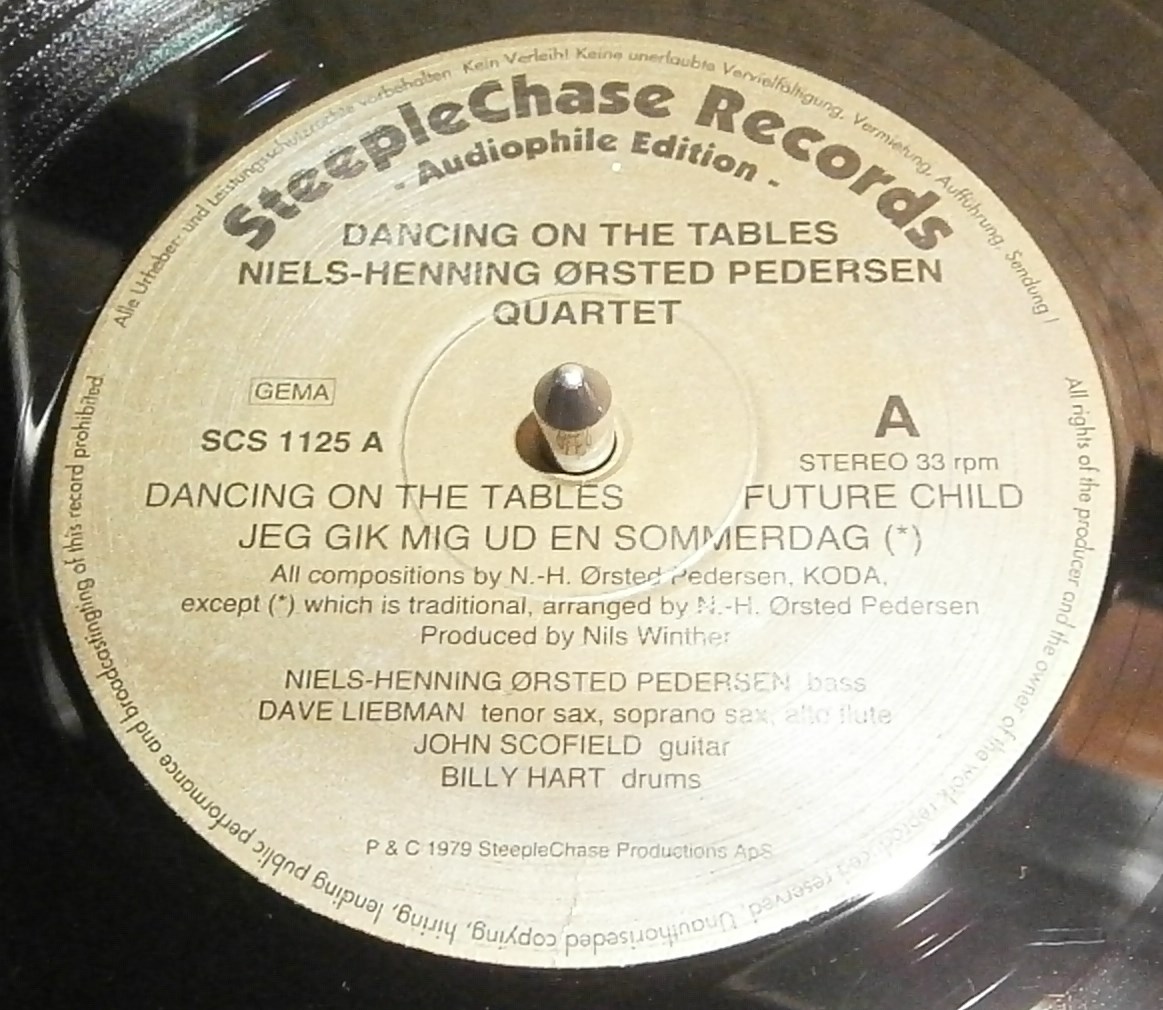 Alle Urheber- und Leistungsschutzrechte vorbehalten Kein Verleih! Keine unerlaubte Vervielfältigung, Vermietung, Aufführung, Sendung!
SteepleChase Records
- Audiophile Edition -
DANCING ON THE TABLES
NIELS-HENNING ØRSTED PEDERSEN
QUARTET
GEMA
SCS 1125 A
A
STEREO 33 rpm
DANCING ON THE TABLES FUTURE CHILD
JEG GIK MIG UD EN SOMMERDAG (*)
All compositions by N.-H. Ørsted Pedersen, KODA,
except (*) which is traditional, arranged by N.-H. Ørsted Pedersen
Produced by Nils Winther
NIELS-HENNING ØRSTED PEDERSEN bass
DAVE LIEBMAN tenor sax, soprano sax, alto flute
JOHN SCOFIELD guitar
BILLY HART drums
P & C 1979 SteepleChase Productions ApS
All rights of the producer and the owner of the work reproduced reserved. Unauthoriseded copying, hiring, lending public performance and broadcastinging of this record prohibited